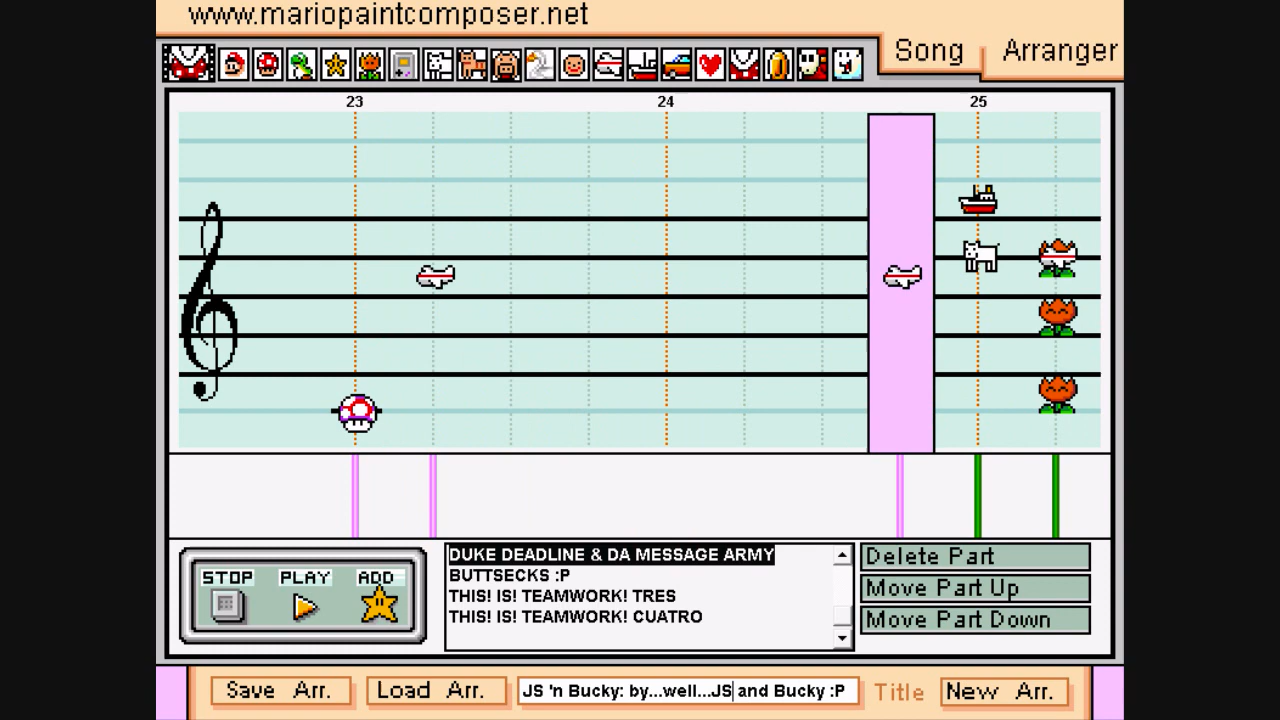 www.mariopaintcomposer.net
Song
Arranger
23
24
25
STOP
PLAY
ADD
DUKE DEADLINE & DA MESSAGE ARMY
BUTTSECKS :P
THIS! IS! TEAMWORK! TRES
THIS! IS! TEAMWORK! CUATRO
Delete Part
Move Part Up
Move Part Down
Save Arr.
Load Arr.
JS 'n Bucky: by...well...JS and Bucky :P
Title
New Arr.